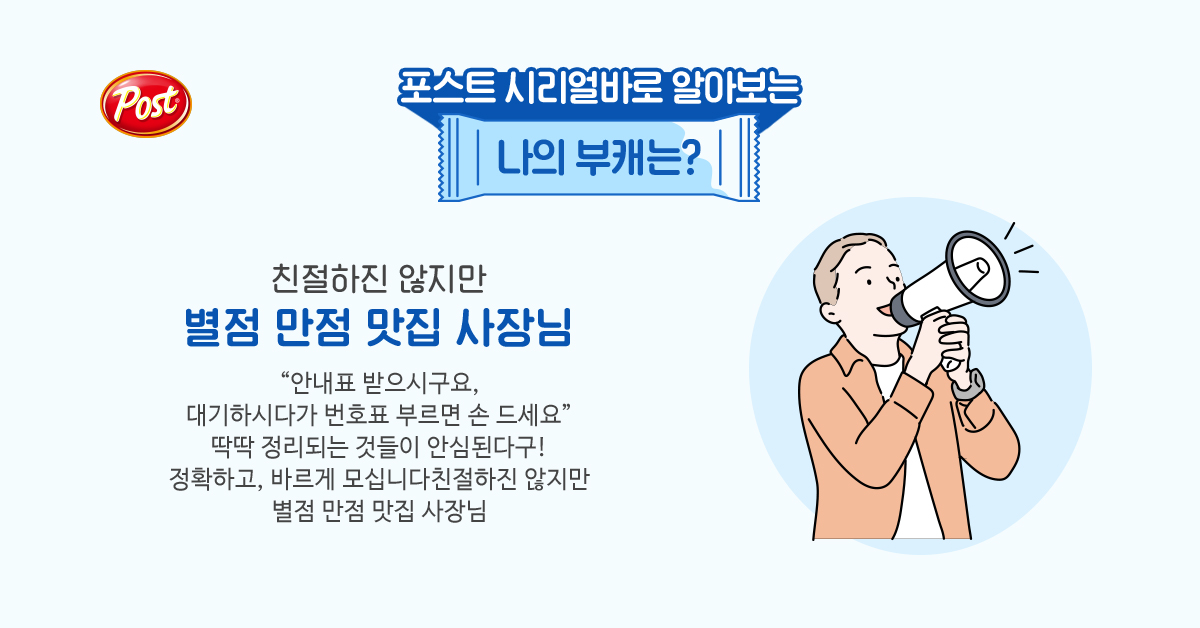 Post
포스트 시리얼바로 알아보는
나의 부캐는?
친절하진 않지만
별점 만점 맛집 사장님
“안내표 받으시구요,
대기하시다가 번호표 부르면 손 드세요”
딱딱 정리되는 것들이 안심된다구!
정확하고, 바르게 모십니다친절하진 않지만
별점 만점 맛집 사장님